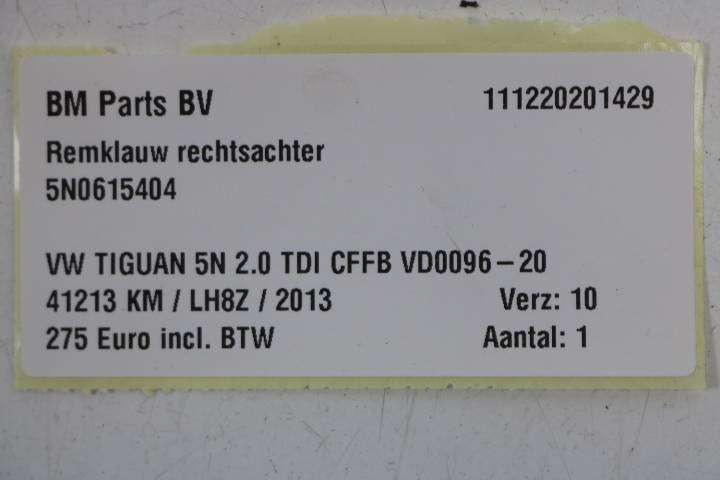 BM Parts BV 111220201429
Remklauw rechtsachter
5N0615404
VW TIGUAN 5N 2.0 TDI CFFB VD0096-20
41213 KM / LH8Z / 2013 Verz: 10
275 Euro incl. BTW Aantal: 1